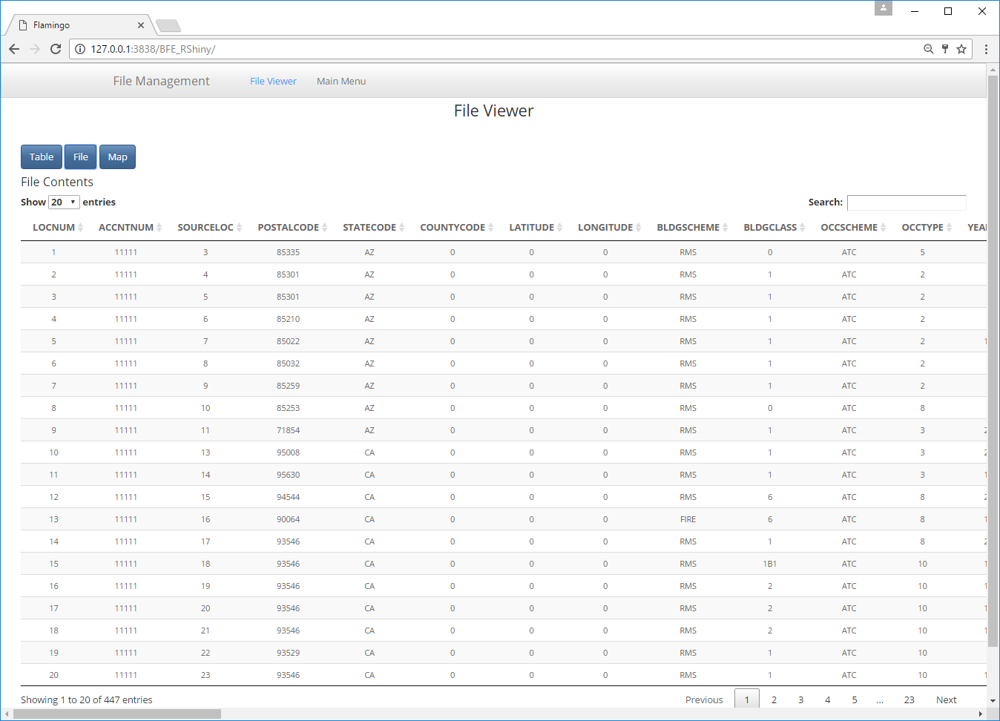 Flamingo
127.0.0.1:3838/BFE_RShiny/
File Management File Viewer Main Menu
File Viewer
Table File Map
File Contents
Show 20 entries Search:
LOCNUM ACCNTNUM SOURCELOC POSTALCODE STATECODE COUNTYCODE LATITUDE LONGITUDE BLDGSCHEME BLDGCLASS OCCSCHEME OCCTYPE
1 11111 3 85335 AZ 0 0 0 RMS 0 ATC 5
2 11111 4 85301 AZ 0 0 0 RMS 1 ATC 2
3 11111 5 85301 AZ 0 0 0 RMS 1 ATC 2
4 11111 6 85210 AZ 0 0 0 RMS 1 ATC 2
5 11111 7 85022 AZ 0 0 0 RMS 1 ATC 2
6 11111 8 85032 AZ 0 0 0 RMS 1 ATC 2
7 11111 9 85259 AZ 0 0 0 RMS 1 ATC 2
8 11111 10 85253 AZ 0 0 0 RMS 0 ATC 8
9 11111 11 71854 AZ 0 0 0 RMS 1 ATC 3
10 11111 13 95008 CA 0 0 0 RMS 1 ATC 3
11 11111 14 95630 CA 0 0 0 RMS 1 ATC 3
12 11111 15 94544 CA 0 0 0 RMS 6 ATC 8
13 11111 16 90064 CA 0 0 0 FIRE 6 ATC 8
14 11111 17 93546 CA 0 0 0 RMS 1 ATC 8
15 11111 18 93546 CA 0 0 0 RMS 1B1 ATC 10
16 11111 19 93546 CA 0 0 0 RMS 2 ATC 10
17 11111 20 93546 CA 0 0 0 RMS 2 ATC 10
18 11111 21 93546 CA 0 0 0 RMS 2 ATC 10
19 11111 22 93529 CA 0 0 0 RMS 1 ATC 10
20 11111 23 93546 CA 0 0 0 RMS 1 ATC 10
Showing 1 to 20 of 447 entries Previous 1 2 3 4 5 ... 23 Next